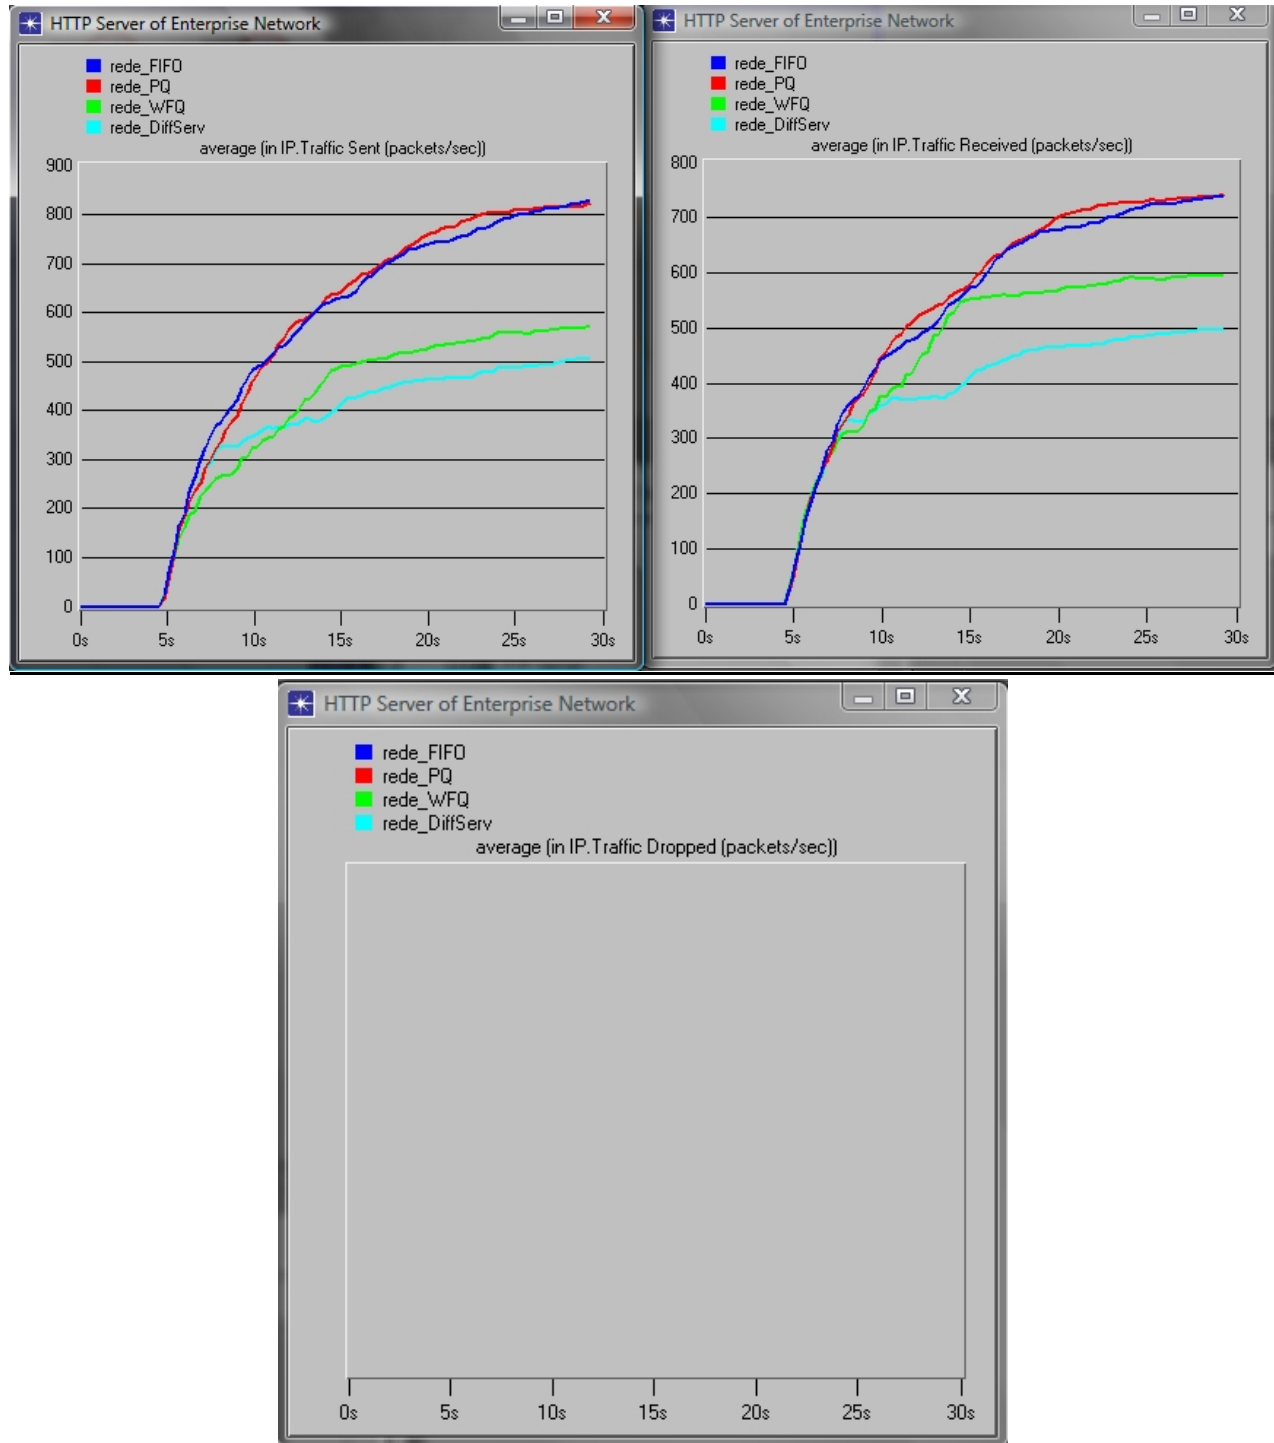 HTTP Server of Enterprise Network
rede_FIFO
rede_PQ
rede_WFQ
rede_DiffServ
average (in IP.Traffic Sent (packets/sec))
900
800
700
600
500
400
300
200
100
0
0s 5s 10s 15s 20s 25s 30s
HTTP Server of Enterprise Network
rede_FIFO
rede_PQ
rede_WFQ
rede_DiffServ
average (in IP.Traffic Received (packets/sec))
800
700
600
500
400
300
200
100
0
0s 5s 10s 15s 20s 25s 30s
HTTP Server of Enterprise Network
rede_FIFO
rede_PQ
rede_WFQ
rede_DiffServ
average (in IP.Traffic Dropped (packets/sec))
0s 5s 10s 15s 20s 25s 30s